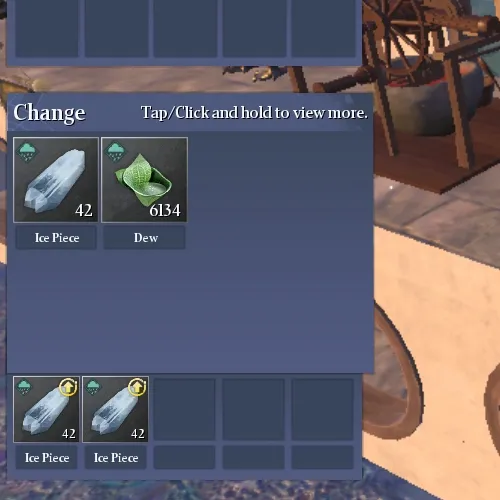 Change
Tap/Click and hold to view more.
42
6134
Ice Piece
Dew
42
42
Ice Piece
Ice Piece